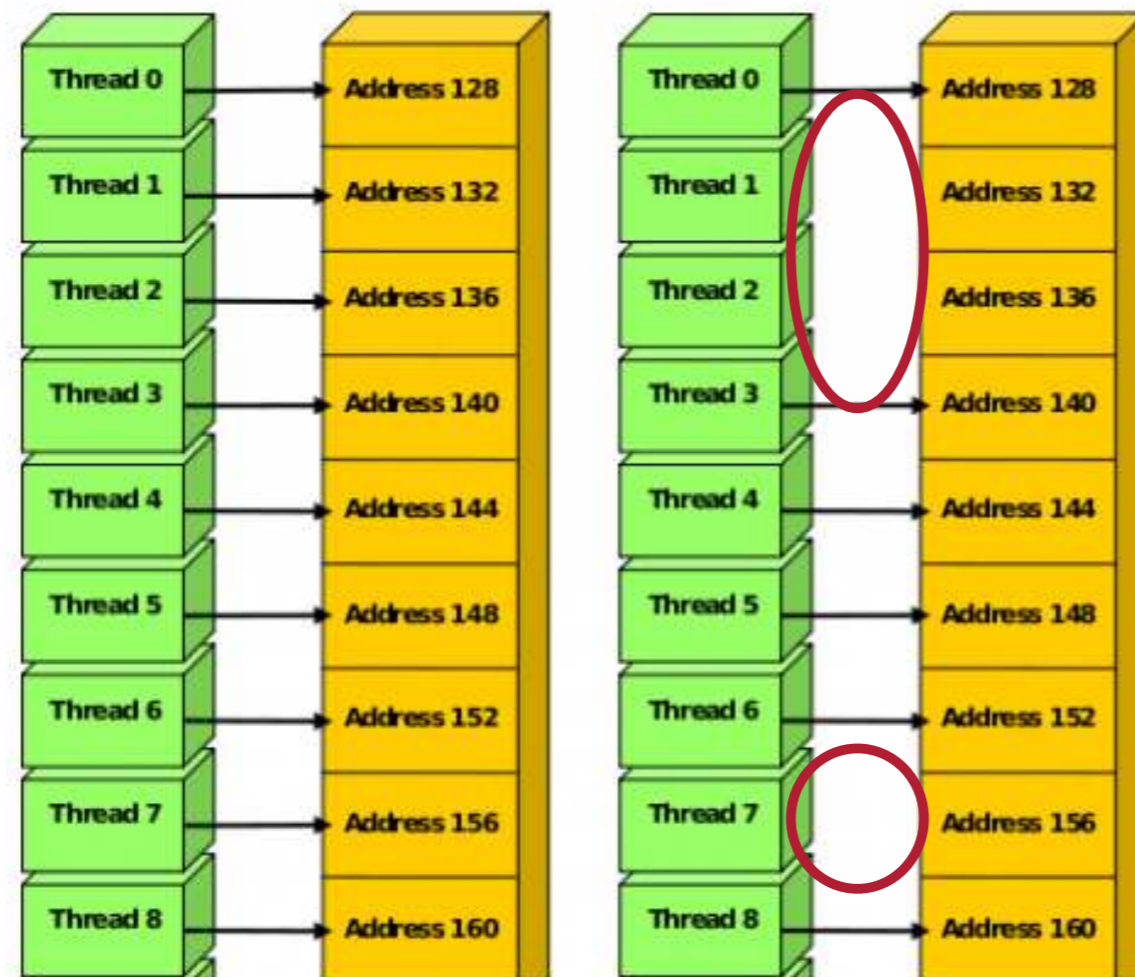 Thread 0 Address 128 Thread 0 Address 128
Thread 1 Address 132 Thread 1 Address 132
Thread 2 Address 136 Thread 2 Address 136
Thread 3 Address 140 Thread 3 Address 140
Thread 4 Address 144 Thread 4 Address 144
Thread 5 Address 148 Thread 5 Address 148
Thread 6 Address 152 Thread 6 Address 152
Thread 7 Address 156 Thread 7 Address 156
Thread 8 Address 160 Thread 8 Address 160